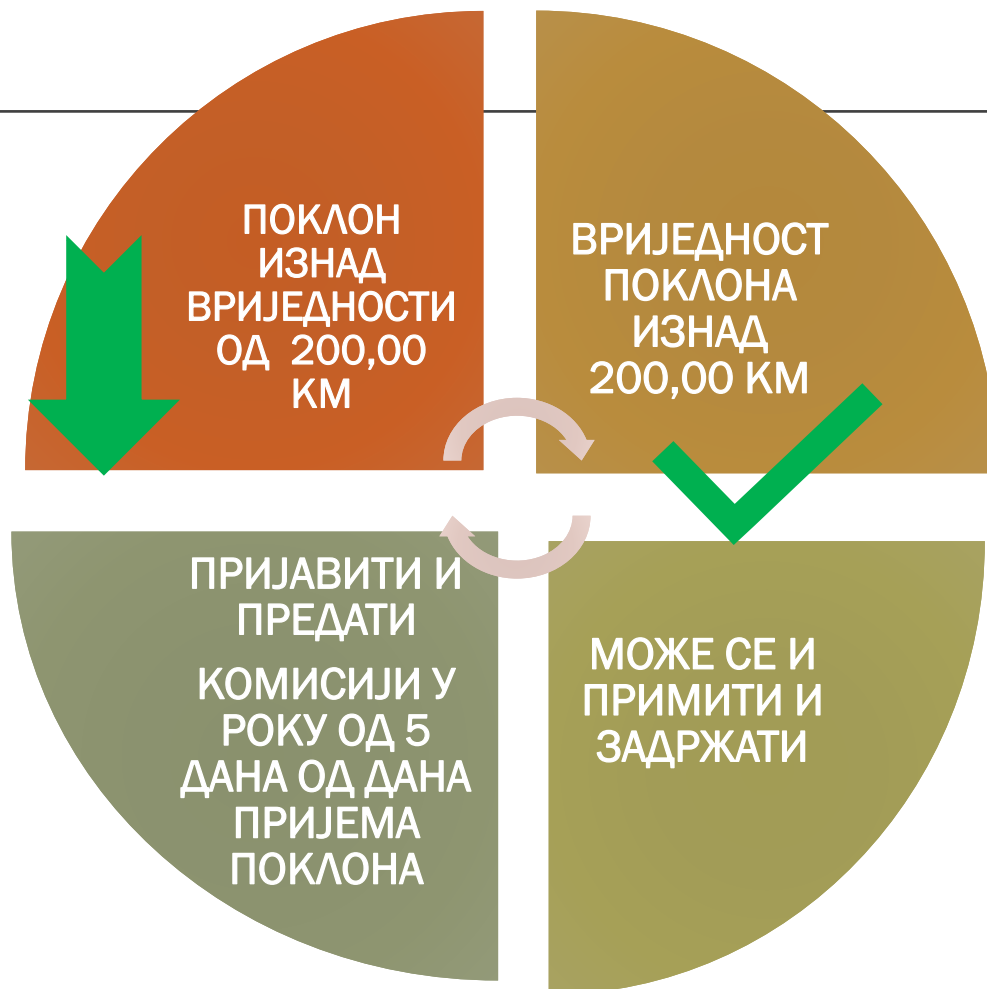 ПОКЛОН
ИЗНАД
ВРИЈЕДНОСТИ
ОД 200,00
КМ
ВРИЈЕДНОСТ
ПОКЛОНА
ИЗНАД
200,00 КМ
ПРИЈАВИТИ И
ПРЕДАТИ
КОМИСИЈИ У
РОКУ ОД 5
ДАНА ОД ДАНА
ПРИЈЕМА
ПОКЛОНА
МОЖЕ СЕ И
ПРИМИТИ И
ЗАДРЖАТИ